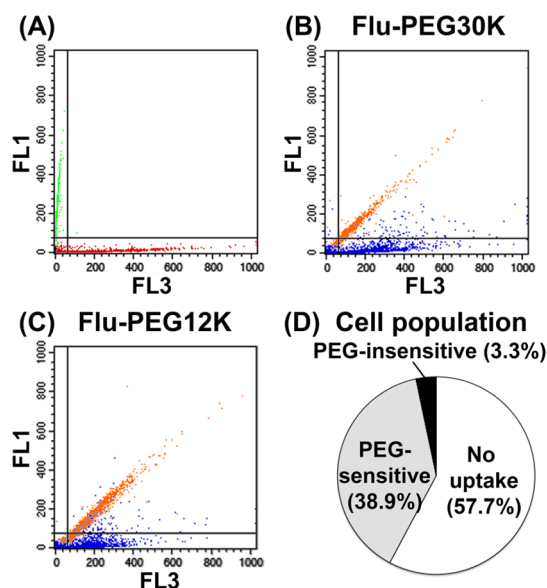 (A)
1000
800
600
400
200
0
FL1
0 200 400 600 800 1000
FL3
(B) Flu-PEG30K
1000
800
600
400
200
0
FL1
0 200 400 600 800 1000
FL3
(C) Flu-PEG12K
1000
800
600
400
200
0
FL1
0 200 400 600 800 1000
FL3
(D) Cell population
PEG-insensitive (3.3%)
PEG-
sensitive
(38.9%)
No
uptake
(57.7%)